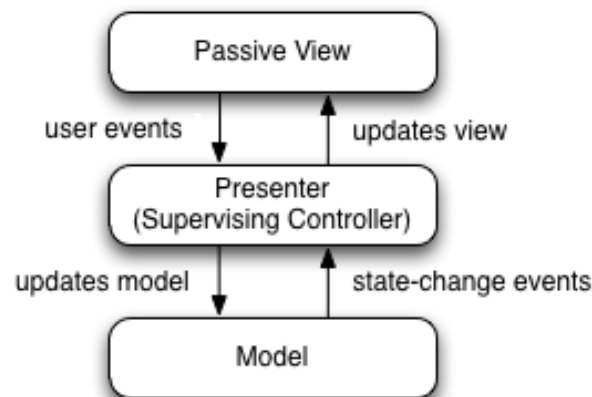 Passive View
user events
updates view
Presenter
(Supervising Controller)
updates model
state-change events
Model